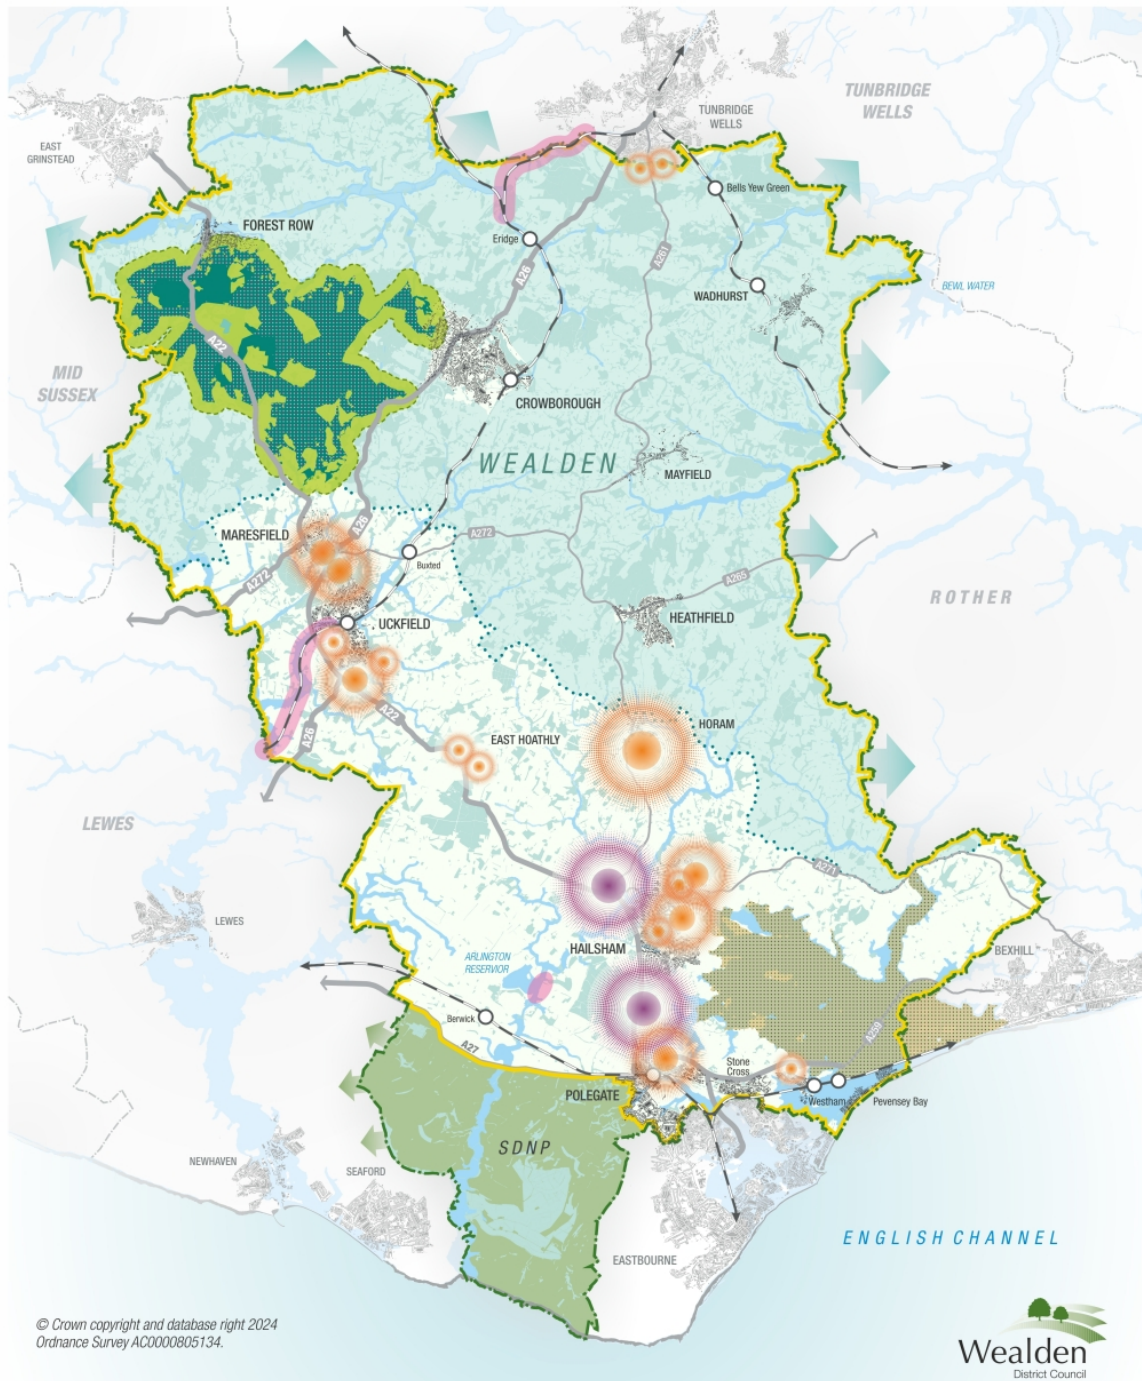 TUNBRIDGE
WELLS
TUNBRIDGE
WELLS
EAST
GRINSTEAD
Bells Yew Green
FOREST ROW
Eridge
A26
A261
WADHURST
BEWL WATER
A22
MID
SUSSEX
CROWBOROUGH
WEALDEN
MAYFIELD
MARESFIELD
A26
A272
Buxted
A272
A265
ROTHER
UCKFIELD
HEATHFIELD
A22
A26
HORAM
EAST HOATHLY
LEWES
A271
LEWES
HAILSHAM
BEXHILL
ARLINGTON
RESERVIOR
Berwick
A259
A27
Stone
Cross
POLEGATE
Westham
Pevensey Bay
SDNP
NEWHAVEN
SEAFORD
EASTBOURNE
ENGLISH CHANNEL
© Crown copyright and database right 2024
Ordnance Survey AC0000805134.
Wealden
District Council